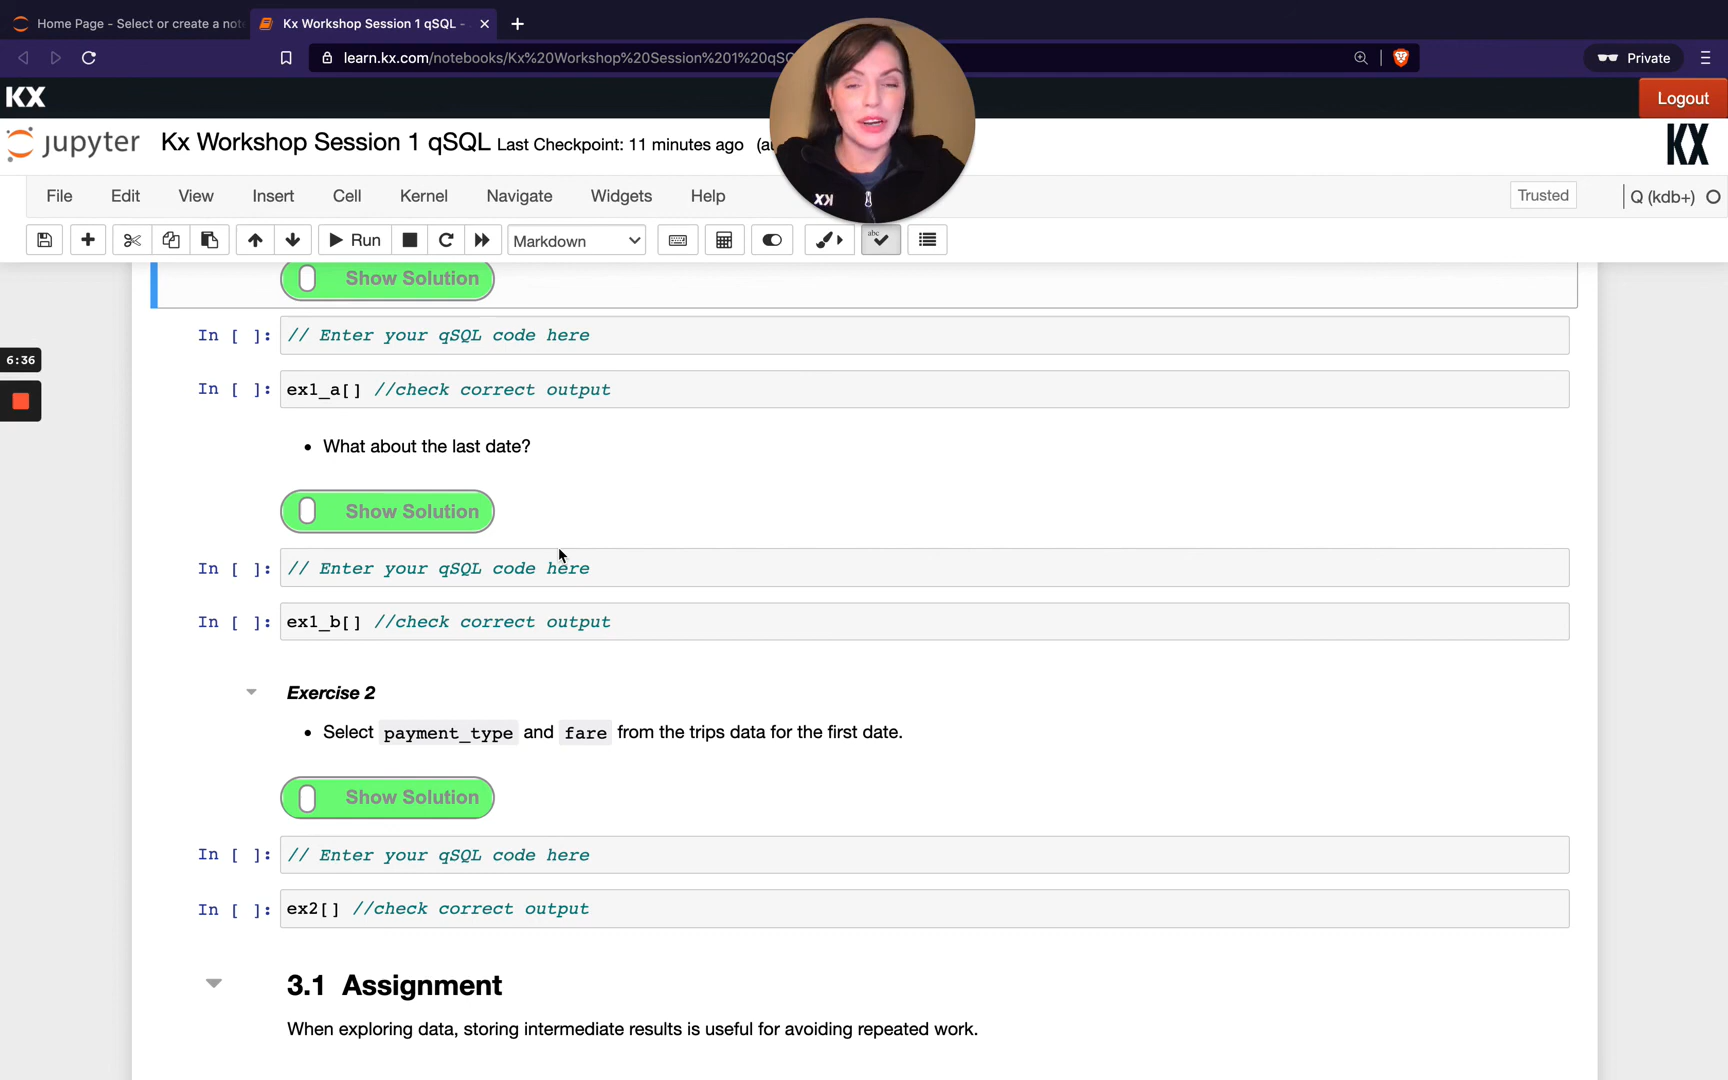 Home Page - Select or create a not
Kx Workshop Session 1 qSQL -
learn.kx.com/notebooks/Kx%20Workshop%20Session%201%20qSQ
Private
KX
Logout
jupyter
Kx Workshop Session 1 qSQL Last Checkpoint: 11 minutes ago (au
KX
KX
File Edit View Insert Cell Kernel Navigate Widgets Help
Trusted
Q (kdb+)
Run
Markdown
abc
Show Solution
In [ ]: // Enter your qSQL code here
6:36
In [ ]: ex1_a[] //check correct output
• What about the last date?
Show Solution
In [ ]: // Enter your qSQL code here
In [ ]: ex1_b[] //check correct output
Exercise 2
• Select payment_type and fare from the trips data for the first date.
Show Solution
In [ ]: // Enter your qSQL code here
In [ ]: ex2[] //check correct output
3.1 Assignment
When exploring data, storing intermediate results is useful for avoiding repeated work.